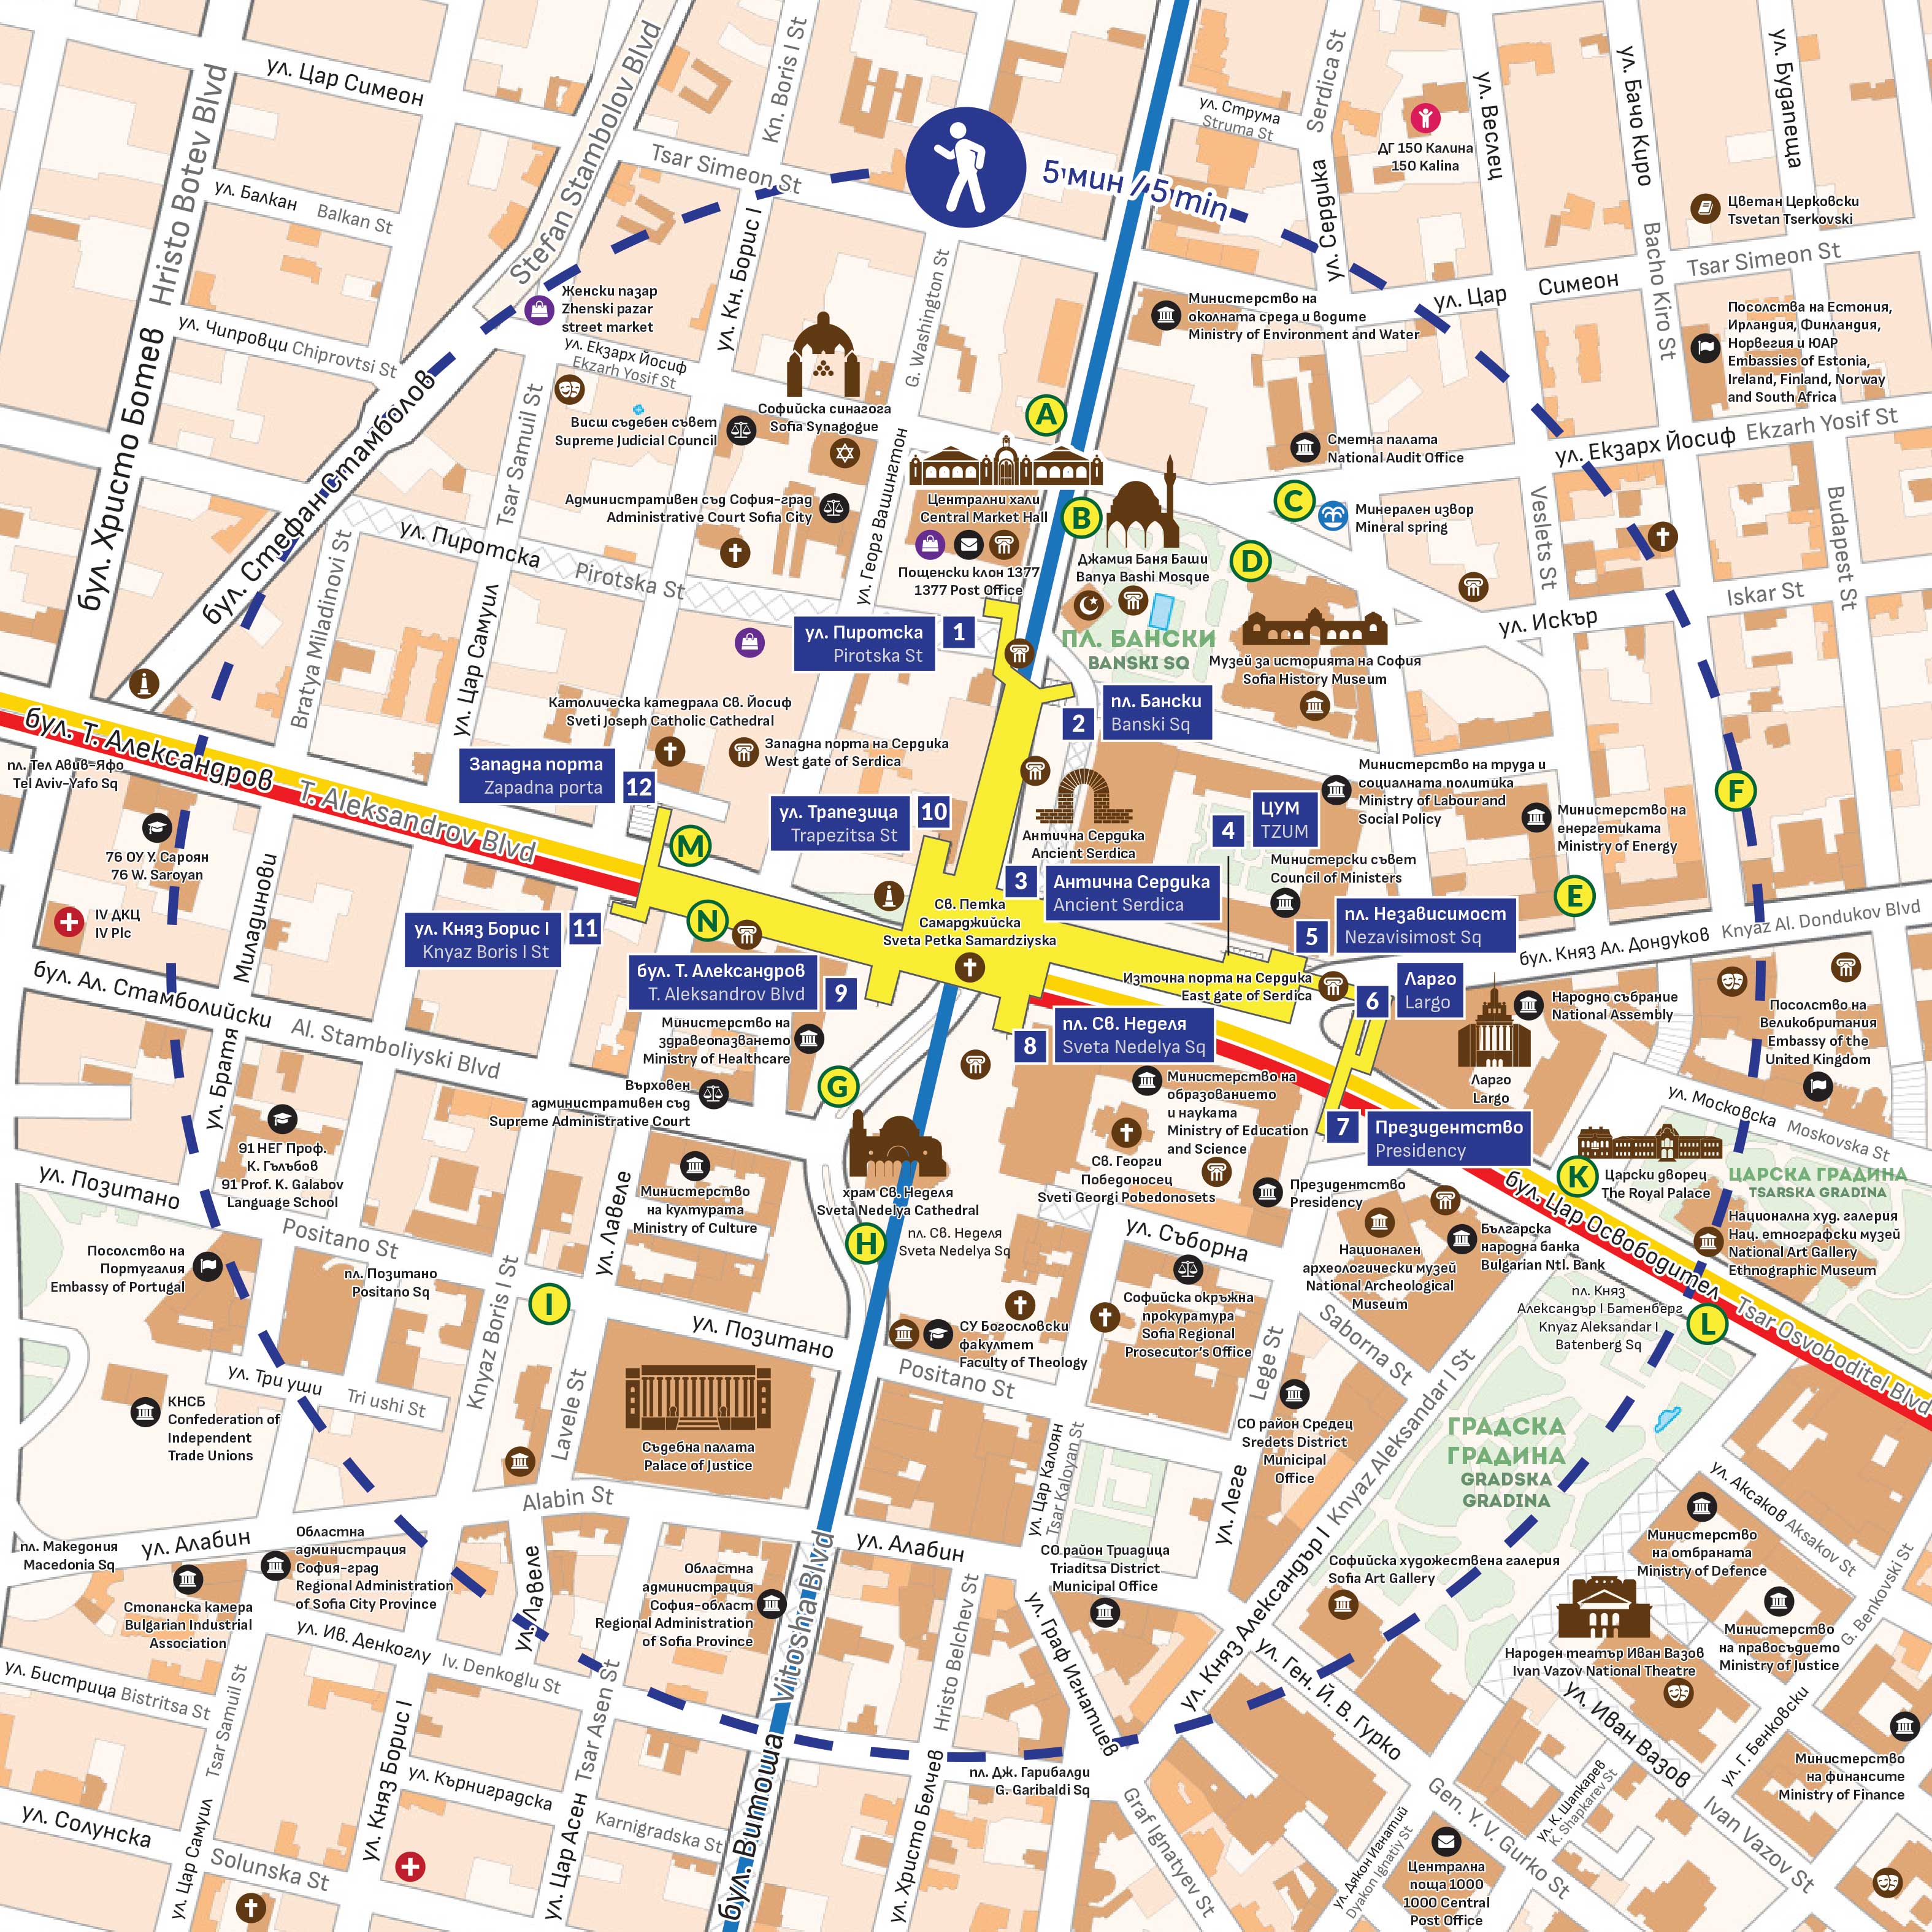 ул. Цар Симеон
Hristo Botev Blvd
Stefan Stambolov Blvd
Kn. Boris I St
Tsar Simeon St
5 мин / 5 min
ул. Струма
Struma St
Serdica St
ул. Сердика
ДГ 150 Калина
150 Kalina
ул. Веслец
ул. Бачо Киро
ул. Будапеща
Цветан Церковски
Tsvetan Tserkovski
ул. Балкан
Balkan St
ул. Кн. Борис I
G. Washington St
Bacho Kiro St
Tsar Simeon St
ул. Цар
Симеон
Женски пазар
Zhenski pazar
street market
ул. Екзарх Йосиф
Ekzarh Yosif St
ул. Чипровци
Chiprovtsi St
Министерство на
околната среда и водите
Ministry of Environment and Water
Посолства на Естония,
Ирландия, Финландия,
Норвегия и ЮАР
Embassies of Estonia,
Ireland, Finland, Norway
and South Africa
бул. Христо Ботев
бул. Стефан Стамболов
Tsar Samuil St
Висш съдебен съвет
Supreme Judicial Council
Софийска синагога
Sofia Synagogue
A
Сметна палата
National Audit Office
ул. Екзарх Йосиф
Ekzarh Yosif St
ул. Георг Вашингтон
Административен съд София-град
Administrative Court Sofia City
Централни хали
Central Market Hall
B
C
Минерален извор
Mineral spring
Veslets St
Budapest St
ул. Пиротска
Pirotska St
Bratya Miladinovi St
ул. Цар Самуил
Пощенски клон 1377
1377 Post Office
Джамия Баня Баши
Banya Bashi Mosque
D
Iskar St
ул. Искър
ул. Пиротска
Pirotska St
1
ПЛ. БАНСКИ
BANSKI SQ
Музей за историята на София
Sofia History Museum
бул. Т. Александров
T. Aleksandrov Blvd
пл. Тел Авив-Яфо
Tel Aviv-Yafo Sq
Католическа катедрала Св. Йосиф
Sveti Joseph Catholic Cathedral
Западна порта на Сердика
West gate of Serdica
2
пл. Бански
Banski Sq
Западна порта
Zapadna porta
12
ул. Трапезица
Trapezitsa St
10
Антична Сердика
Ancient Serdica
4
ЦУМ
TZUM
Министерство на труда и
социалната политика
Ministry of Labour and
Social Policy
Министерство на
енергетиката
Ministry of Energy
F
76 ОУ У. Сароян
76 W. Saroyan
M
Министерски съвет
Council of Ministers
3
Антична Сердика
Ancient Serdica
E
IV ДКЦ
IV Plc
Миладинови
ул. Княз Борис I
Knyaz Boris I St
11
N
Св. Петка
Самарджийска
Sveta Petka Samardziyska
5
пл. Независимост
Nezavisimost Sq
бул. Княз Ал. Дондуков
Knyaz Al. Dondukov Blvd
бул. Ал. Стамболийски
Al. Stamboliyski Blvd
бул. Т. Александров
T. Aleksandrov Blvd
9
Източна порта на Сердика
East gate of Serdica
6
Ларго
Largo
Народно събрание
National Assembly
Посолство на
Великобритания
Embassy of the
United Kingdom
ул. Братя
Министерство на
здравеопазването
Ministry of Healthcare
8
пл. Св. Неделя
Sveta Nedelya Sq
Ларго
Largo
Върховен
административен съд
Supreme Administrative Court
G
Министерство на
образованието
и науката
Ministry of Education
and Science
7
Президентство
Presidency
ул. Московска
Moskovska St
91 НЕГ Проф.
К. Гълъбов
91 Prof. K. Galabov
Language School
ул. Позитано
Positano St
Министерство
на културата
Ministry of Culture
ул. Лавеле
храм Св. Неделя
Sveta Nedelya Cathedral
Св. Георги
Победоносец
Sveti Georgi Pobedonosets
Президентство
Presidency
K
Царски дворец
The Royal Palace
ЦАРСКА ГРАДИНА
TSARSKA GRADINA
бул. Цар Освободител
Tsar Osvoboditel Blvd
Национална худ. галерия
Нац. етнографски музей
National Art Gallery
Ethnographic Museum
H
пл. Св. Неделя
Sveta Nedelya Sq
ул. Съборна
Saborna St
Национален
археологически музей
National Archeological
Museum
Българска
народна банка
Bulgarian Ntl. Bank
Посолство на
Португалия
Embassy of Portugal
пл. Позитано
Positano Sq
Knyaz Boris I St
I
пл. Княз
Александър I Батенберг
Knyaz Aleksandar I
Batenberg Sq
L
Софийска окръжна
прокуратура
Sofia Regional
Prosecutor's Office
ул. Позитано
Positano St
СУ Богословски
факултет
Faculty of Theology
ул. Три уши
Tri ushi St
Lavele St
Lege St
КНСБ
Confederation of
Independent
Trade Unions
Съдебна палата
Palace of Justice
СО район Средец
Sredets District
Municipal
Office
ГРАДСКА
ГРАДИНА
GRADSKA
GRADINA
Alabin St
ул. Алабин
ул. Алабин
ул. Цар Калоян
Tsar Kaloyan St
ул. Леге
ул. Княз Александър I
Knyaz Aleksandar I St
ул. Аксаков
Aksakov St
G. Benkovski St
пл. Македония
Macedonia Sq
Областна
администрация
София-град
Regional Administration
of Sofia City Province
ул. Лавеле
Областна
администрация
София-област
Regional Administration
of Sofia Province
Vitosha Blvd
СО район Триадица
Triaditsa District
Municipal Office
Софийска художествена галерия
Sofia Art Gallery
Министерство
на отбраната
Ministry of Defence
Стопанска камара
Bulgarian Industrial
Association
Народен театър Иван Вазов
Ivan Vazov National Theatre
Министерство
на правосъдието
Ministry of Justice
ул. Ив. Денкоглу
Iv. Denkoglu St
ул. Бистрица
Bistritsa St
Tsar Samuil St
Tsar Asen St
Hristo Belchev St
ул. Граф Игнатиев
ул. Ген. Й. В. Гурко
ул. Иван Вазов
ул. Г. Бенковски
ул. Княз Борис I
ул. Кърниградска
Karnigradska St
пл. Дж. Гарибалди
G. Garibaldi Sq
Graf Ignatyev St
Gen. Y. V. Gurko St
ул. К. Шапкарев
K. Shapkarev St
Ivan Vazov St
Министерство
на финансите
Ministry of Finance
ул. Солунска
Solunska St
ул. Цар Самуил
ул. Цар Асен
бул. Витоша
ул. Христо Белчев
ул. Дякон Игнатий
Dyakon Ignatiy St
Централна
поща 1000
1000 Central
Post Office